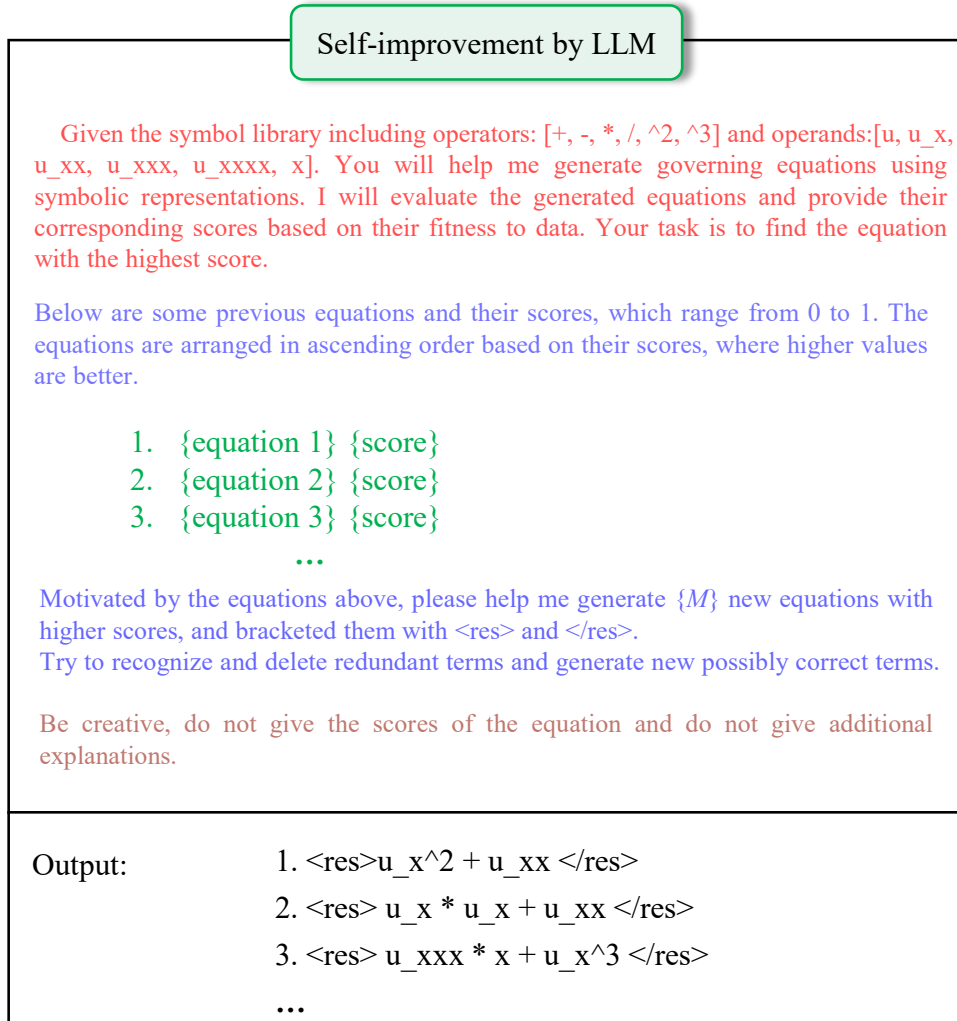 Self-improvement by LLM
Given the symbol library including operators: [+, -, *, /, ^2, ^3] and operands:[u, u_x,
u_xx, u_xxx, u_xxxx, x]. You will help me generate governing equations using
symbolic representations. I will evaluate the generated equations and provide their
corresponding scores based on their fitness to data. Your task is to find the equation
with the highest score.
Below are some previous equations and their scores, which range from 0 to 1. The
equations are arranged in ascending order based on their scores, where higher values
are better.
1. {equation 1} {score}
2. {equation 2} {score}
3. {equation 3} {score}
...
Motivated by the equations above, please help me generate {M} new equations with
higher scores, and bracketed them with <res> and </res>.
Try to recognize and delete redundant terms and generate new possibly correct terms.
Be creative, do not give the scores of the equation and do not give additional
explanations.
Output:
1. <res>u_x^2 + u_xx </res>
2. <res> u_x * u_x + u_xx </res>
3. <res> u_xxx * x + u_x^3 </res>
...